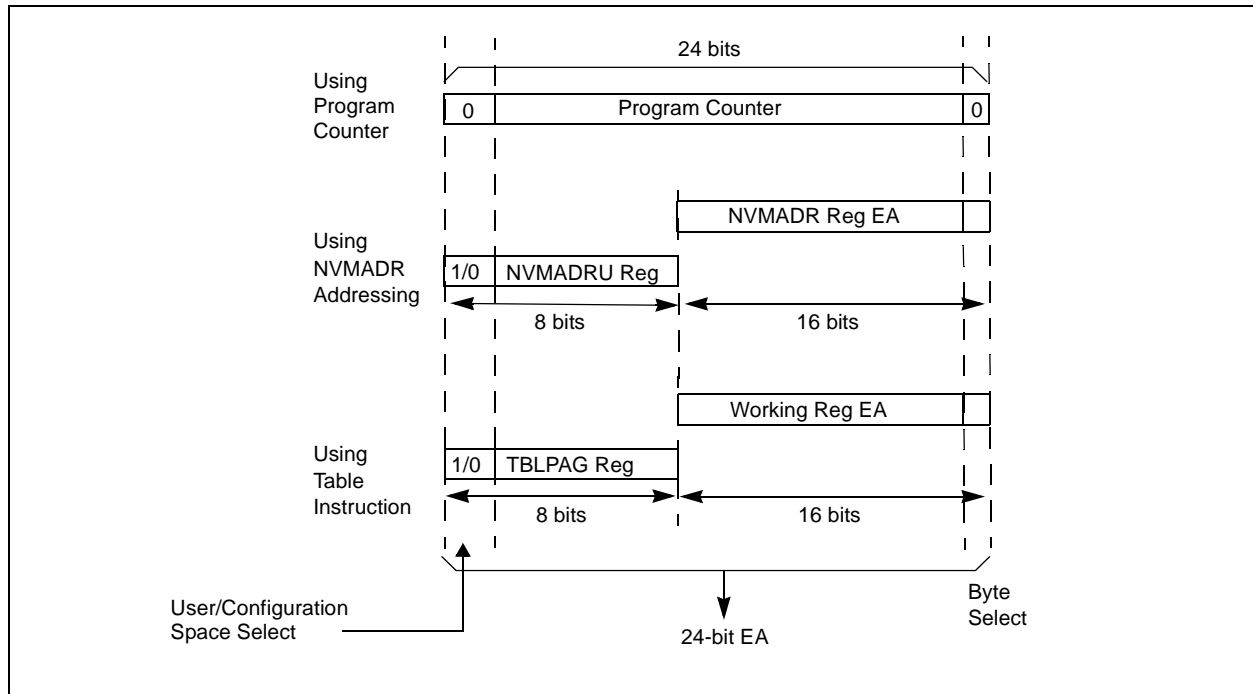 24 bits
Using
Program
Counter
0
Program Counter
0
NVMADR Reg EA
Using
NVMADR
Addressing
1/0
NVMADRU Reg
8 bits
16 bits
Working Reg EA
Using
Table
Instruction
1/0
TBLPAG Reg
8 bits
16 bits
User/Configuration
Space Select
24-bit EA
Byte
Select